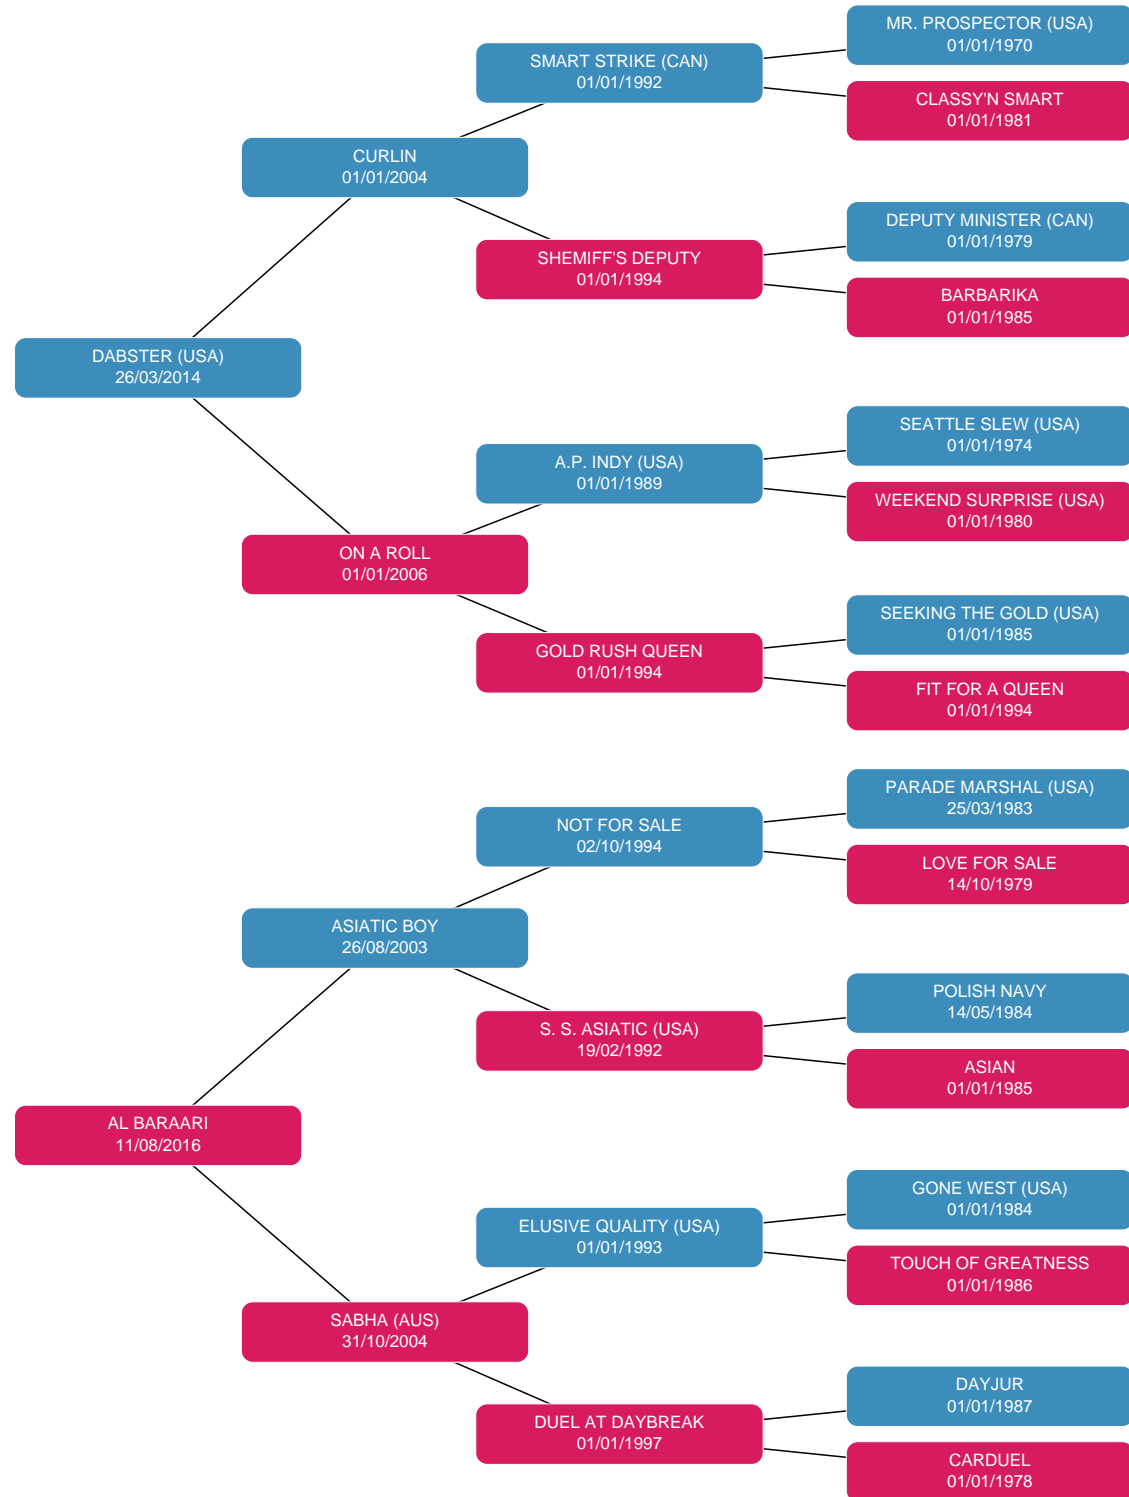 MR. PROSPECTOR (USA)
01/01/1970
SMART STRIKE (CAN)
01/01/1992
CLASSY'N SMART
01/01/1981
CURLIN
01/01/2004
DEPUTY MINISTER (CAN)
01/01/1979
SHEMIFF'S DEPUTY
01/01/1994
BARBARIKA
01/01/1985
DABSTER (USA)
26/03/2014
SEATTLE SLEW (USA)
01/01/1974
A.P. INDY (USA)
01/01/1989
WEEKEND SURPRISE (USA)
01/01/1980
ON A ROLL
01/01/2006
SEEKING THE GOLD (USA)
01/01/1985
GOLD RUSH QUEEN
01/01/1994
FIT FOR A QUEEN
01/01/1994
PARADE MARSHAL (USA)
25/03/1983
NOT FOR SALE
02/10/1994
LOVE FOR SALE
14/10/1979
ASIATIC BOY
26/08/2003
POLISH NAVY
14/05/1984
S. S. ASIATIC (USA)
19/02/1992
ASIAN
01/01/1985
AL BARAARI
11/08/2016
GONE WEST (USA)
01/01/1984
ELUSIVE QUALITY (USA)
01/01/1993
TOUCH OF GREATNESS
01/01/1986
SABHA (AUS)
31/10/2004
DAYJUR
01/01/1987
DUEL AT DAYBREAK
01/01/1997
CARDUEL
01/01/1978